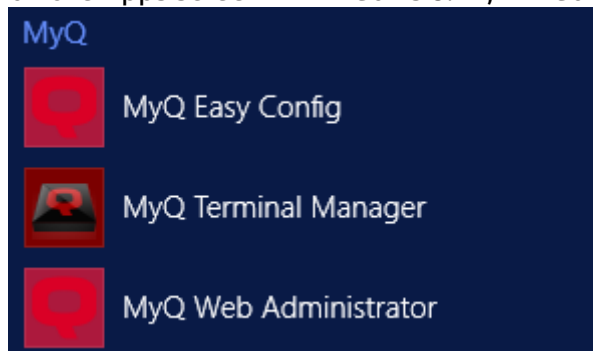 MyQ
MyQ Easy Config
MyQ Terminal Manager
MyQ Web Administrator